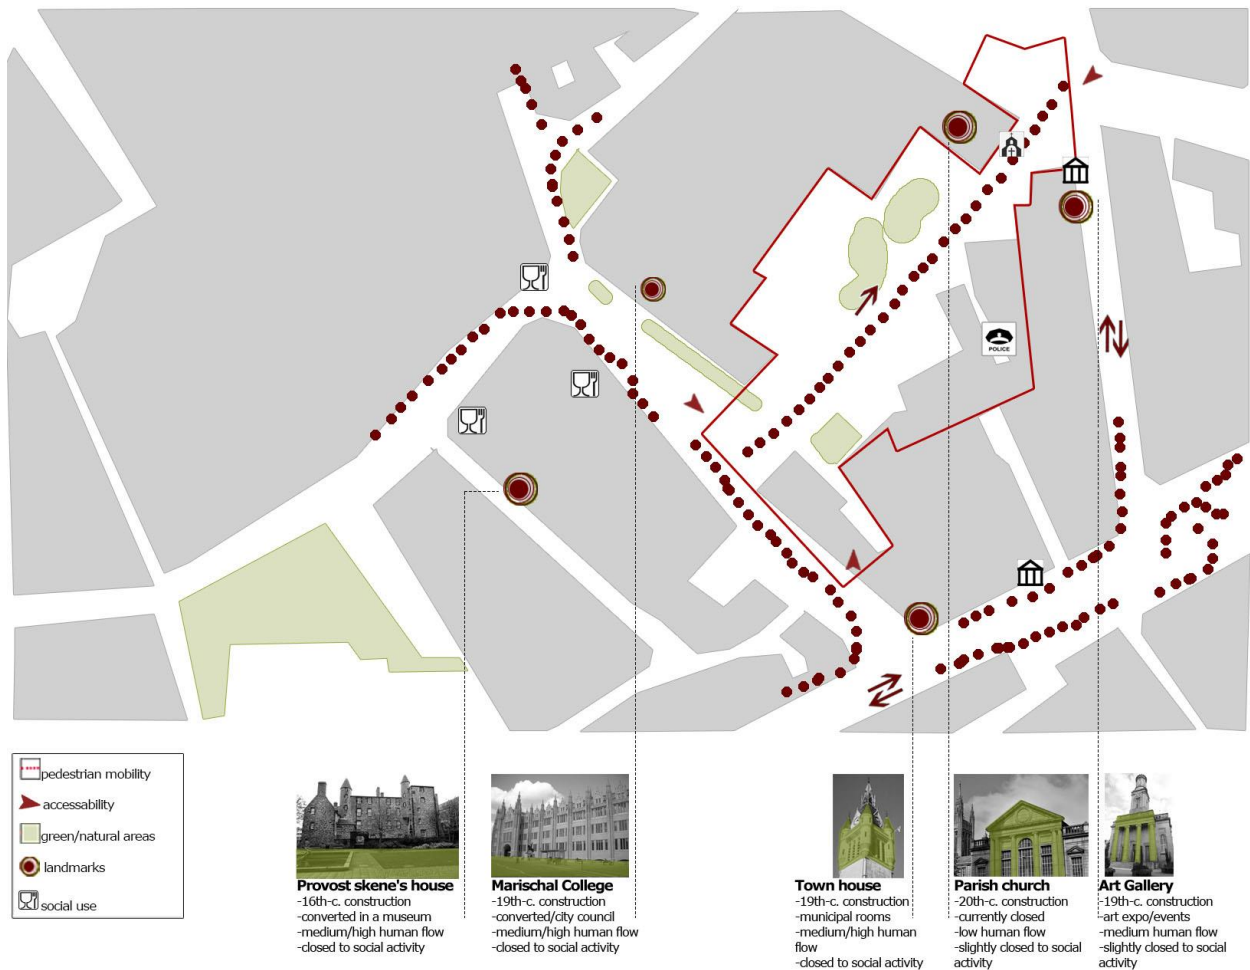 POLICE
pedestrian mobility
accessability
green/natural areas
landmarks
social use
Provost skene's house
-16th-c. construction
-converted in a museum
-medium/high human flow
-closed to social activity
Marischal College
-19th-c. construction
-converted/city council
-medium/high human flow
-closed to social activity
Town house
-19th-c. construction
-municipal rooms
-medium/high human
flow
-closed to social activity
Parish church
-20th-c. construction
-currently closed
-low human flow
-slightly closed to social
activity
Art Gallery
-19th-c. construction
-art expo/events
-medium human flow
-slightly closed to social
activity